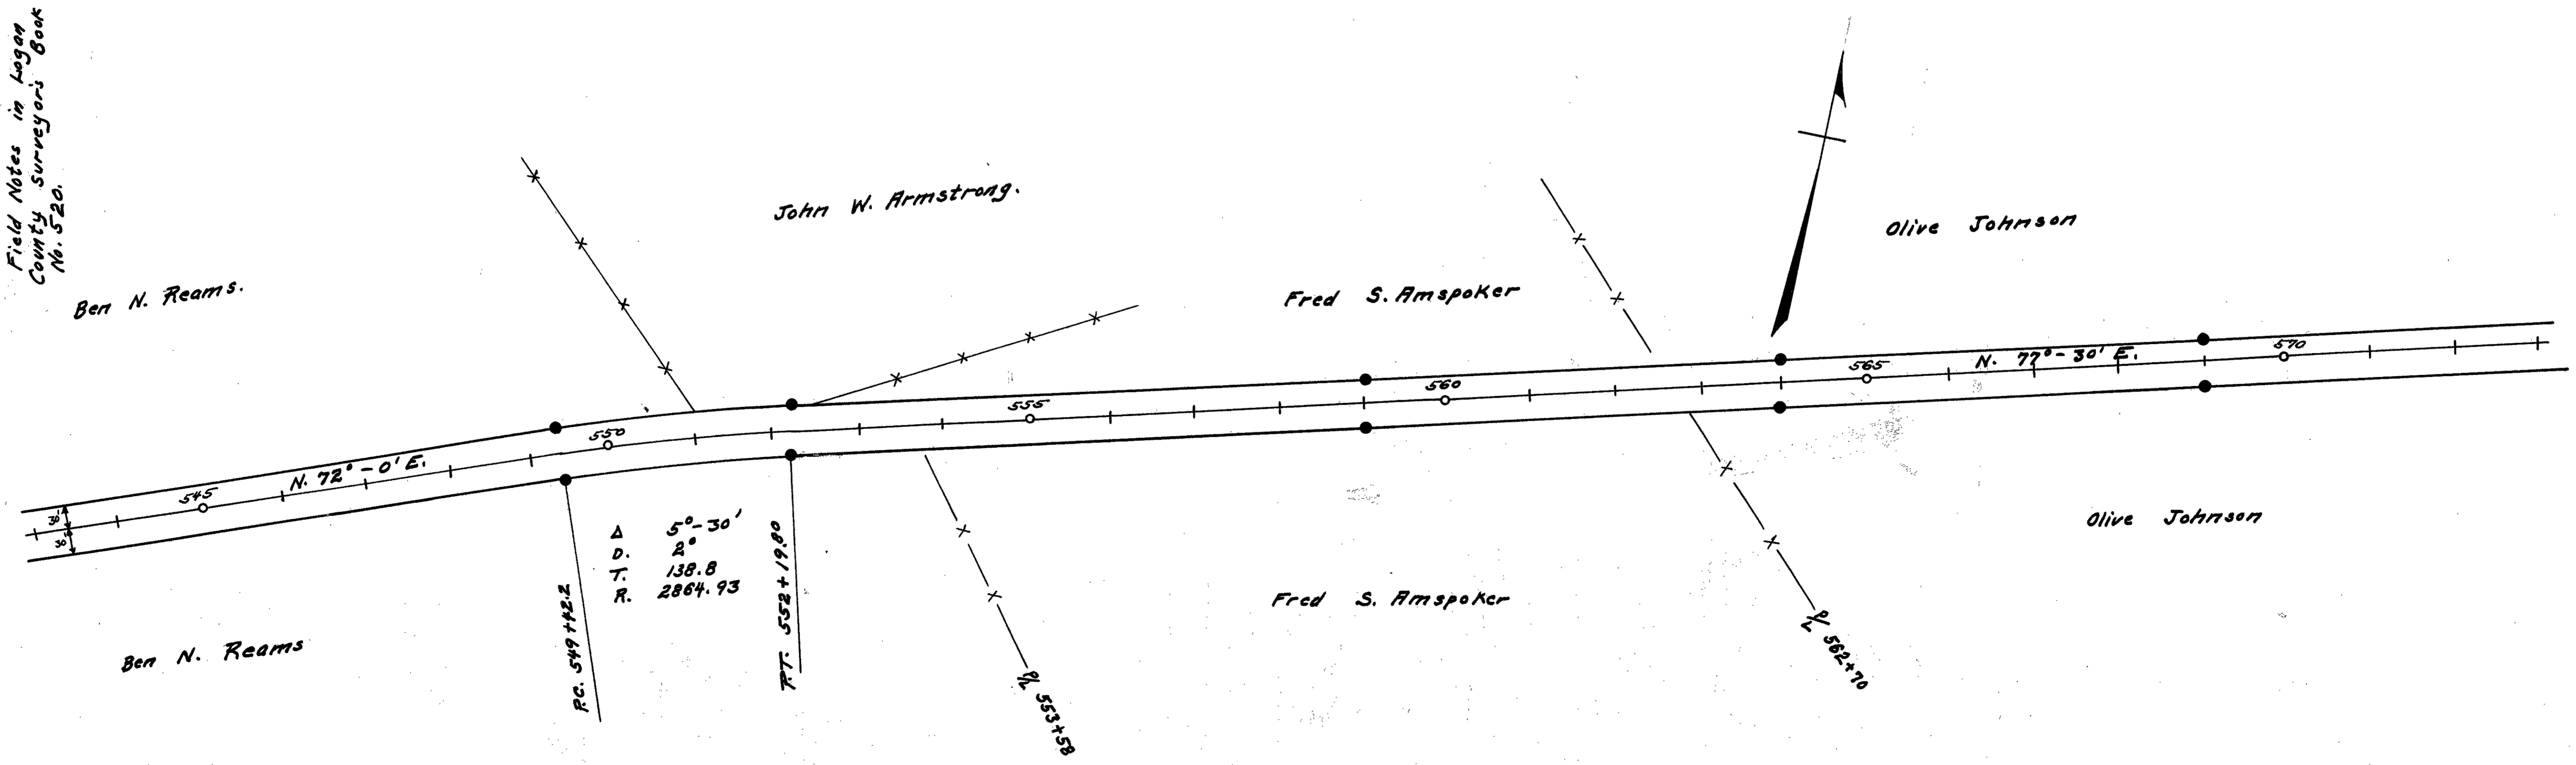 Field Notes in Logan
County surveyor's Book
No. 520.
Ben N. Reams.
John W. Armstrong.
Fred S. Amspoker
Olive Johnson
545
550
555
560
565
570
N. 72° - 0' E.
N. 77° - 30' E.
30'
30'
Δ 5° - 30'
D. 2°
T. 138.8
R. 2864.93
P.C. 549+42.2
P.T. 552+19.80
Ben N. Reams
P/L 553+58
Fred S. Amspoker
P/L 562+70
Olive Johnson